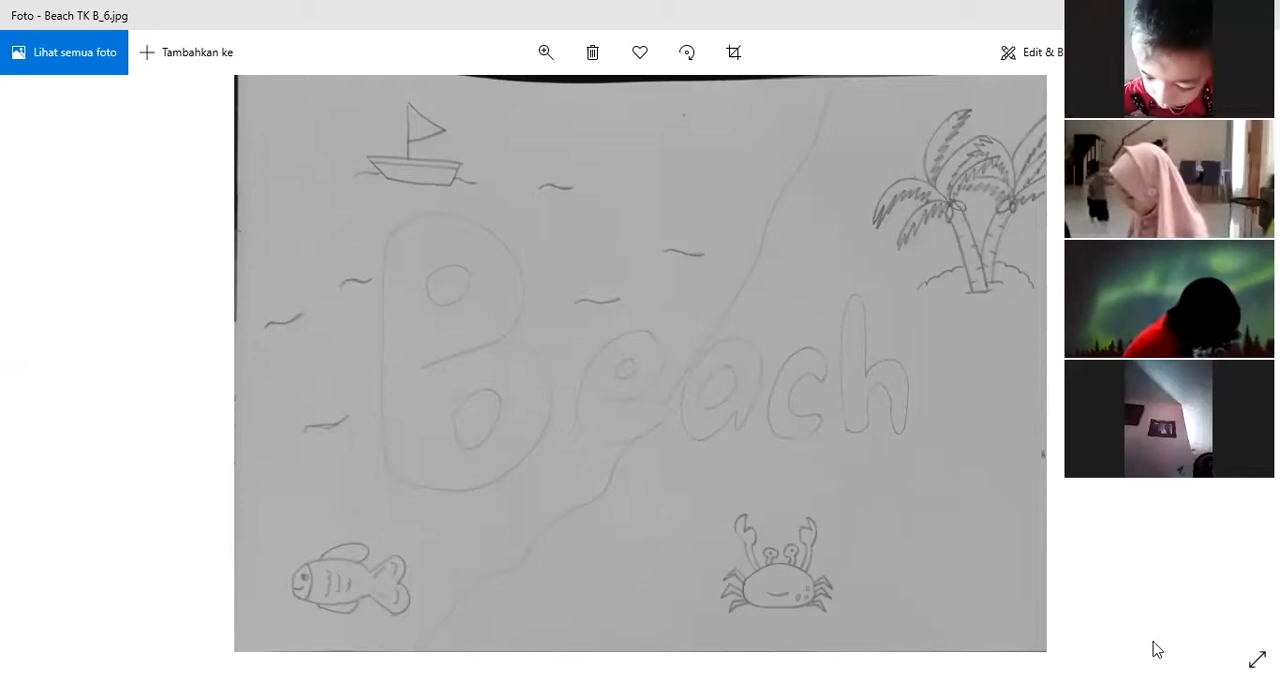 Foto - Beach TK B_6.jpg
Lihat semua foto
Tambahkan ke
Edit & B
Beach